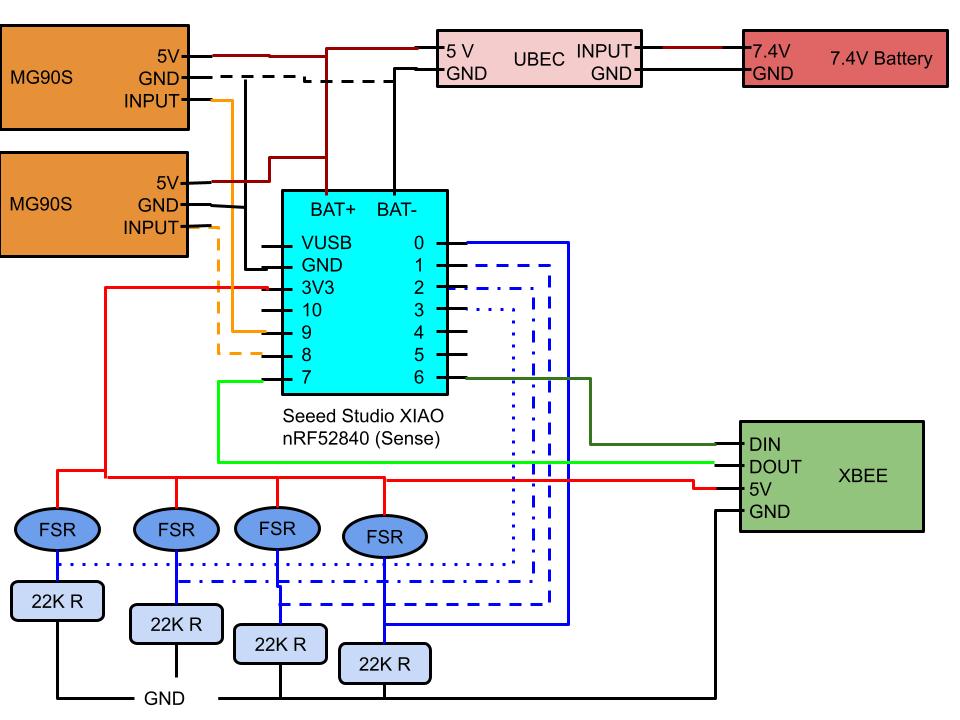 MG90S
5V
GND
INPUT
5 V
GND
UBEC
INPUT
GND
7.4V
GND
7.4V Battery
MG90S
5V
GND
INPUT
BAT+ BAT-
VUSB 0
GND 1
3V3 2
10 3
9 4
8 5
7 6
Seeed Studio XIAO
nRF52840 (Sense)
DIN
DOUT
5V
GND
XBEE
FSR
FSR
FSR
FSR
22K R
22K R
22K R
22K R
GND